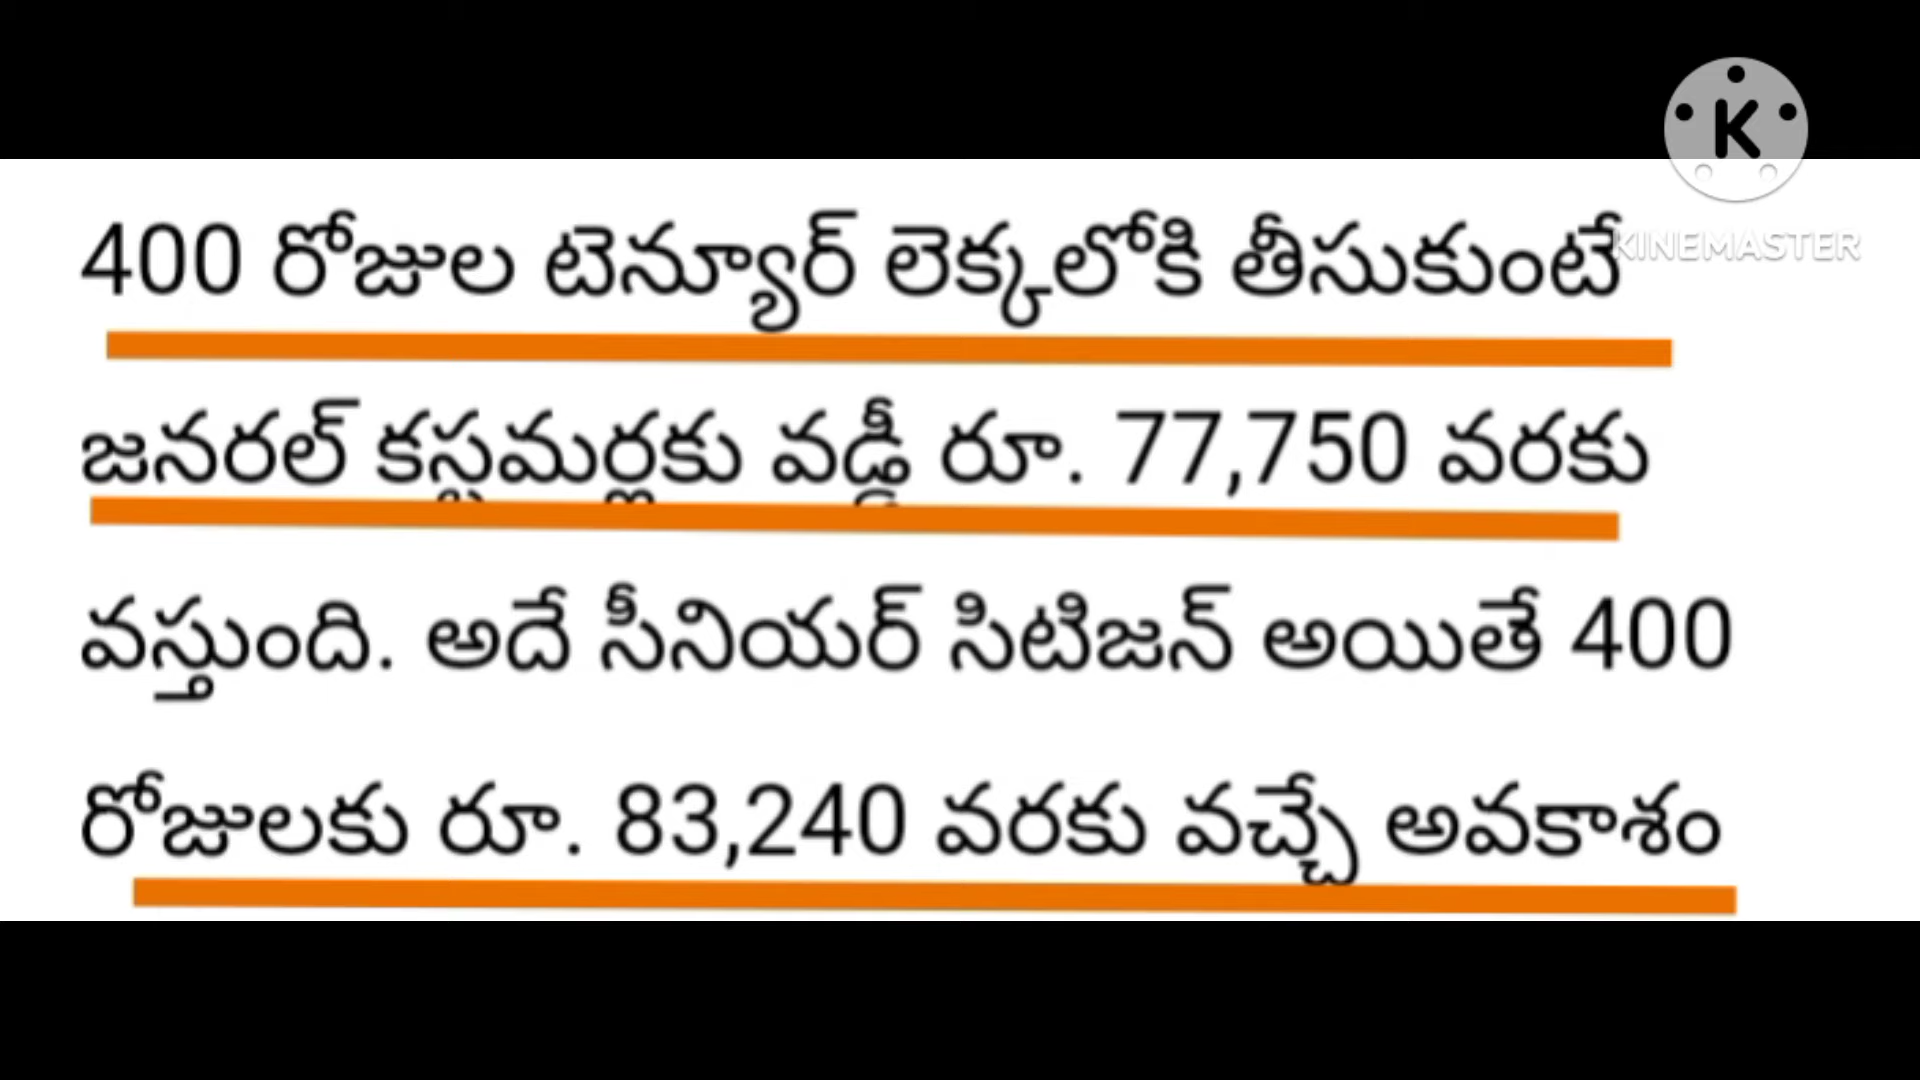 K
KINEMASTER
400 రోజుల టెన్యూర్ లెక్కలోకి తీసుకుంటే
జనరల్ కస్టమర్లకు వడ్డీ రూ. 77,750 వరకు
వస్తుంది. అదే సీనియర్ సిటిజన్ అయితే 400
రోజులకు రూ. 83,240 వరకు వచ్చే అవకాశం